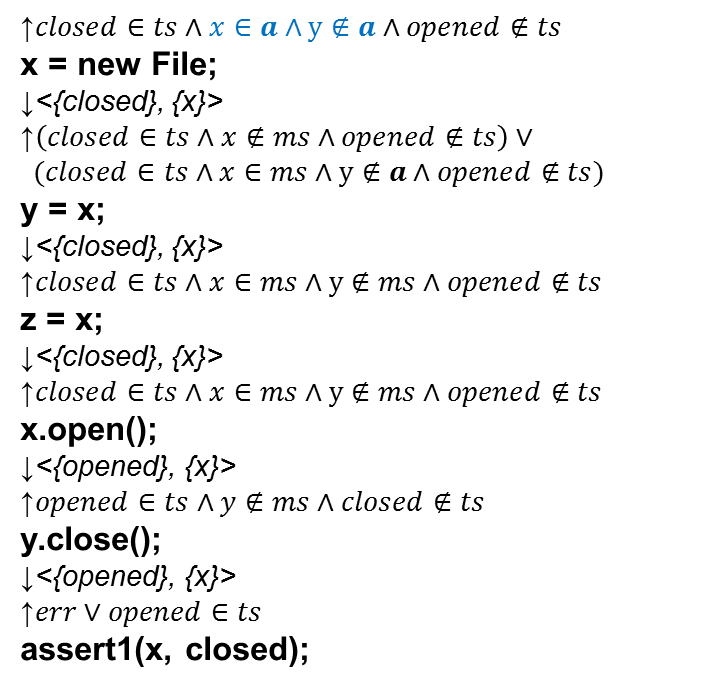 ↑closed ∈ ts ∧ x ∈ a ∧ y ∉ a ∧ opened ∉ ts
x = new File;
↓<{closed}, {x}>
↑(closed ∈ ts ∧ x ∉ ms ∧ opened ∉ ts) ∨
(closed ∈ ts ∧ x ∈ ms ∧ y ∉ a ∧ opened ∉ ts)
y = x;
↓<{closed}, {x}>
↑closed ∈ ts ∧ x ∈ ms ∧ y ∉ ms ∧ opened ∉ ts
z = x;
↓<{closed}, {x}>
↑closed ∈ ts ∧ x ∈ ms ∧ y ∉ ms ∧ opened ∉ ts
x.open();
↓<{opened}, {x}>
↑opened ∈ ts ∧ y ∉ ms ∧ closed ∉ ts
y.close();
↓<{opened}, {x}>
↑err ∨ opened ∈ ts
assert1(x, closed);